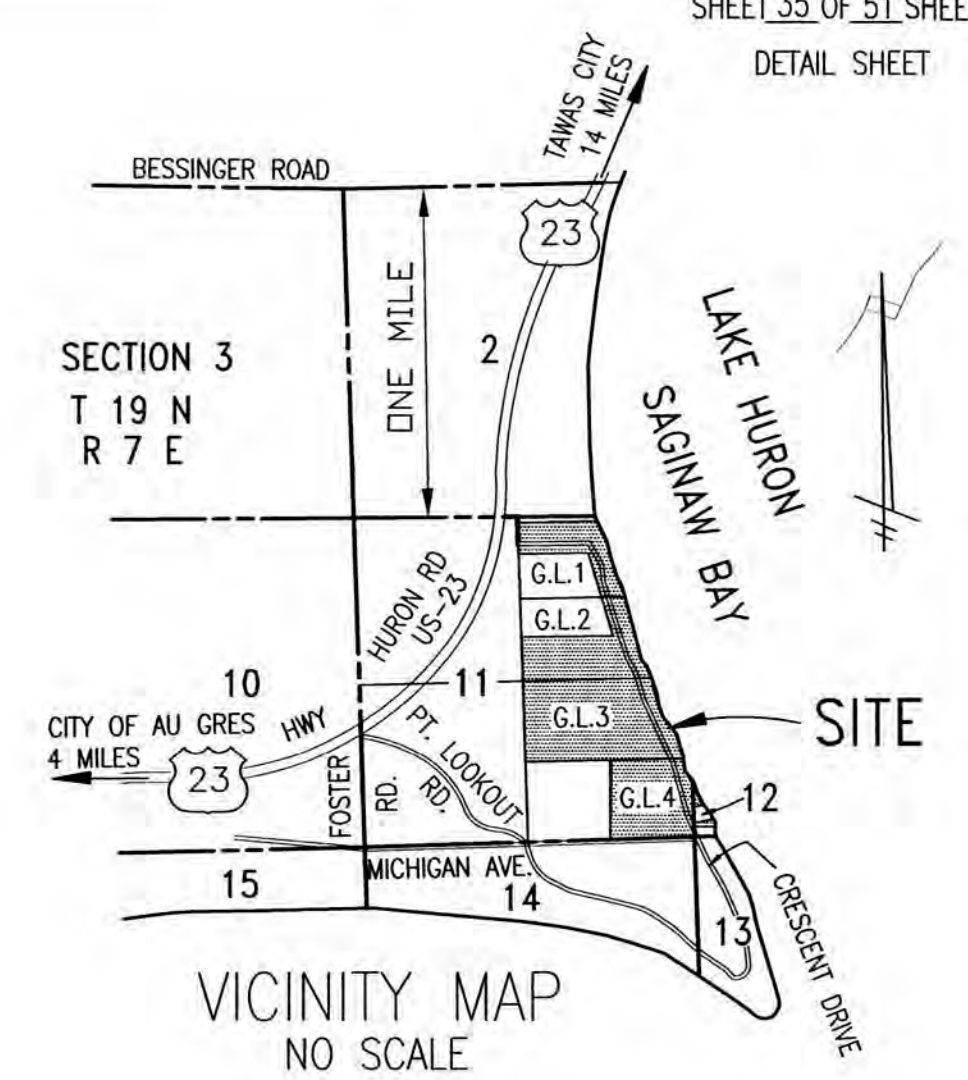 SHEET 35 OF 51 SHEE
DETAIL SHEET
TAWAS CITY
14 MILES
BESSINGER ROAD
23
ONE MILE
2
SECTION 3
T 19 N
R 7 E
LAKE HURON
SAGINAW BAY
HURON RD
US-23
G.L.1
G.L.2
10
11
G.L.3
SITE
CITY OF AU GRES
4 MILES
HWY
23
PT. LOOKOUT
RD.
FOSTER
RD.
G.L.4
12
MICHIGAN AVE.
15
14
13
CRESCENT DRIVE
VICINITY MAP
NO SCALE